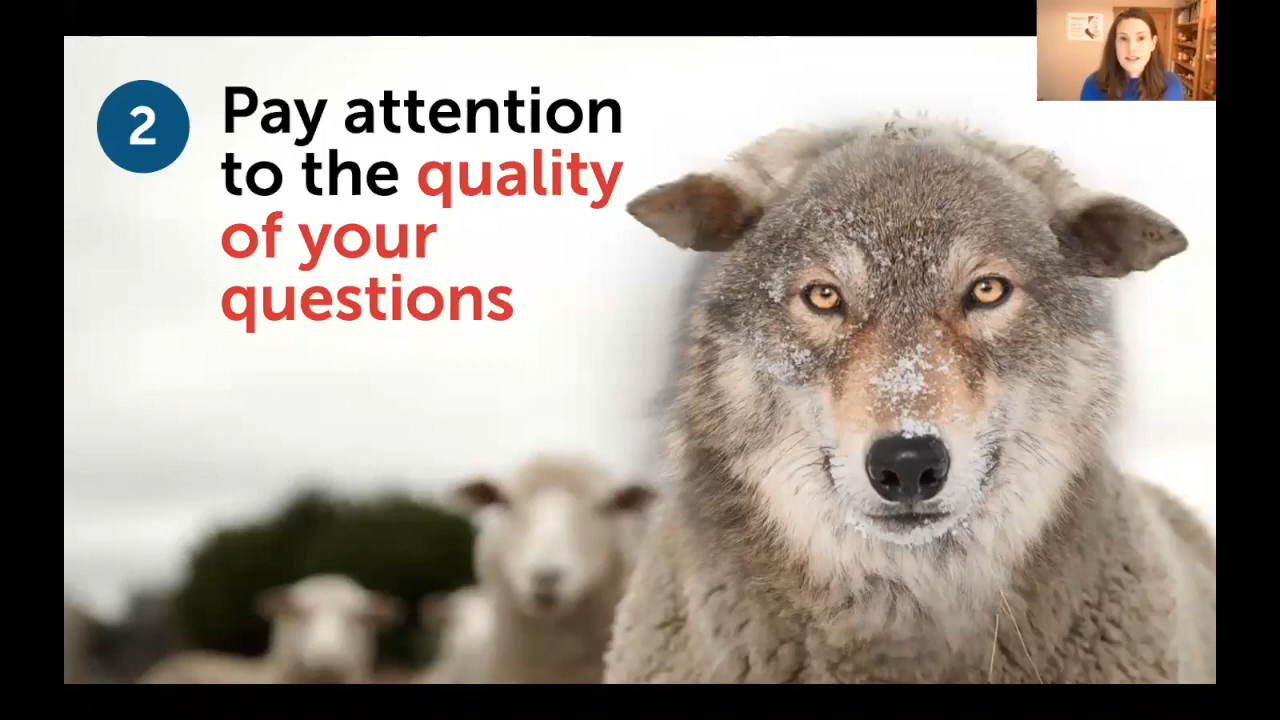 2
Pay attention
to the quality
of your
questions